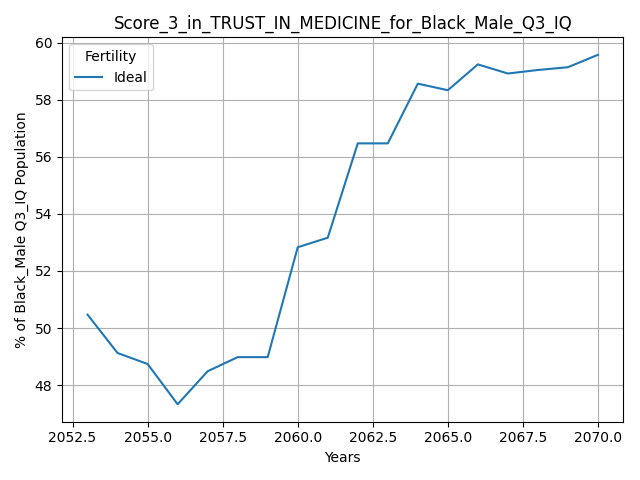 Score_3_in_TRUST_IN_MEDICINE_for_Black_Male_Q3_IQ
Fertility
Ideal
% of Black_Male Q3_IQ Population
60
58
56
54
52
50
48
2052.5 2055.0 2057.5 2060.0 2062.5 2065.0 2067.5 2070.0
Years